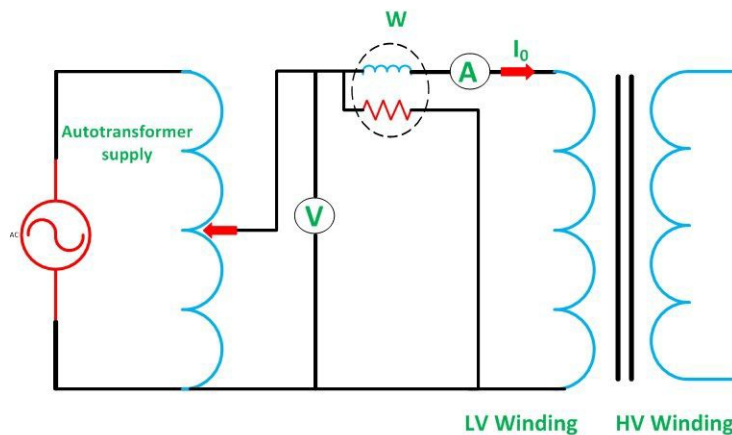 W
I₀
A
Autotransformer
supply
V
AC
LV Winding
HV Winding